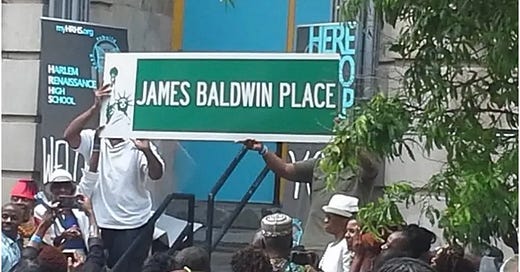 myHRHS.org
HARLEM
RENAISSANCE
HIGH
SCHOOL
HERE
JAMES BALDWIN PLACE